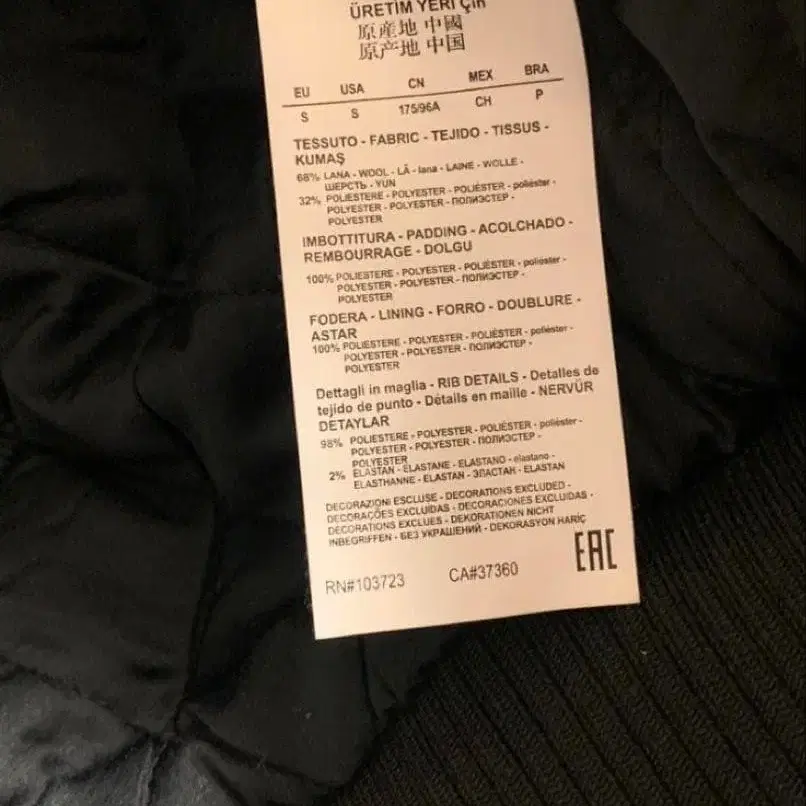 ÜRETİM YERİ Çin
原産地 中國
原产地 中国
EU USA CN MEX BRA
S S 175/96A CH P
TESSUTO - FABRIC - TEJIDO - TISSUS -
KUMAŞ
68% LANA - WOOL - LÃ - lana - LAINE - WOLLE -
ШЕРСТЬ - YUN
32% POLIESTERE - POLYESTER - POLIÉSTER - poliéster -
POLYESTER - POLYESTER - ПОЛИЭСТЕР -
POLYESTER
IMBOTTITURA - PADDING - ACOLCHADO -
REMBOURRAGE - DOLGU
100% POLIESTERE - POLYESTER - POLIÉSTER - poliéster -
POLYESTER - POLYESTER - ПОЛИЭСТЕР -
POLYESTER
FODERA - LINING - FORRO - DOUBLURE -
ASTAR
100% POLIESTERE - POLYESTER - POLIÉSTER - poliéster -
POLYESTER - POLYESTER - ПОЛИЭСТЕР -
POLYESTER
Dettagli in maglia - RIB DETAILS - Detalles de
tejido de punto - Détails en maille - NERVÜR
DETAYLAR
98% POLIESTERE - POLYESTER - POLIÉSTER - poliéster -
POLYESTER - POLYESTER - ПОЛИЭСТЕР -
POLYESTER
2% ELASTAN - ELASTANE - ELASTANO - elastano -
ELASTHANNE - ELASTAN - ЭЛАСТАН - ELASTAN
DECORAZIONI ESCLUSE - DECORATIONS EXCLUDED -
DECORAÇÕES EXCLUÍDAS - DECORACIONES EXCLUIDAS -
DÉCORATIONS EXCLUES - DEKORATIONEN NICHT
INBEGRIFFEN - БЕЗ УКРАШЕНИЙ - DEKORASYON HARİÇ
EAC
RN#103723 CA#37360